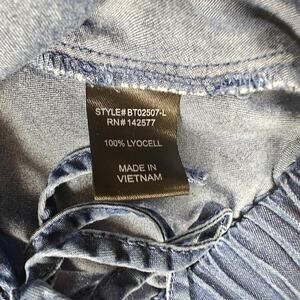 STYLE# BT02507-L
RN# 142577
100% LYOCELL
MADE IN
VIETNAM